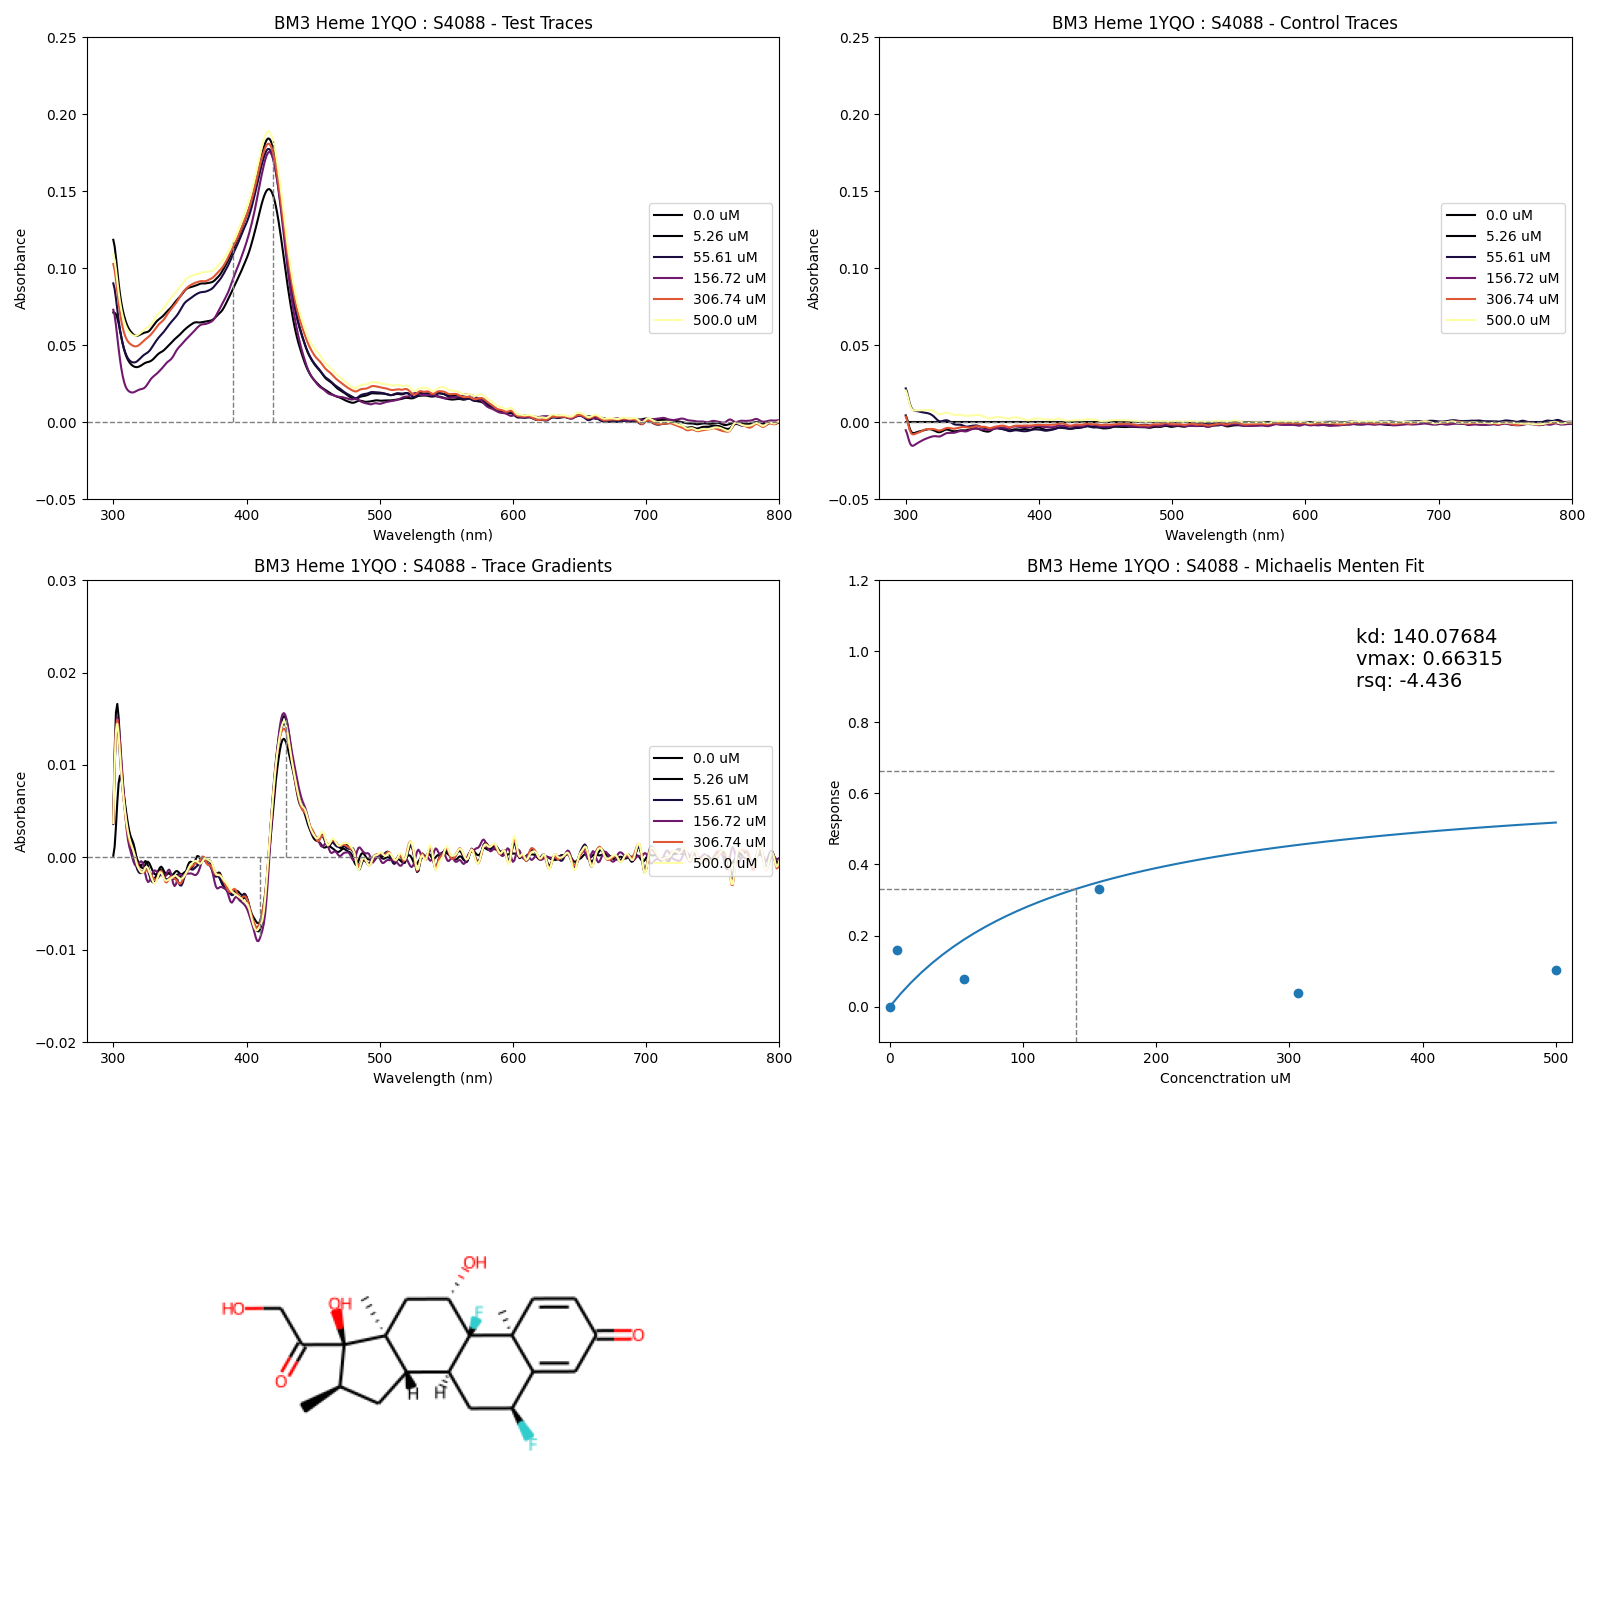 BM3 Heme 1YQO : S4088 - Test Traces
0.25
0.20
0.15
0.10
0.05
0.00
−0.05
Absorbance
300 400 500 600 700 800
Wavelength (nm)
0.0 uM
5.26 uM
55.61 uM
156.72 uM
306.74 uM
500.0 uM
BM3 Heme 1YQO : S4088 - Control Traces
0.25
0.20
0.15
0.10
0.05
0.00
−0.05
Absorbance
300 400 500 600 700 800
Wavelength (nm)
0.0 uM
5.26 uM
55.61 uM
156.72 uM
306.74 uM
500.0 uM
BM3 Heme 1YQO : S4088 - Trace Gradients
0.03
0.02
0.01
0.00
−0.01
−0.02
Absorbance
300 400 500 600 700 800
Wavelength (nm)
0.0 uM
5.26 uM
55.61 uM
156.72 uM
306.74 uM
500.0 uM
BM3 Heme 1YQO : S4088 - Michaelis Menten Fit
1.2
1.0
0.8
0.6
0.4
0.2
0.0
Response
kd: 140.07684
vmax: 0.66315
rsq: -4.436
0 100 200 300 400 500
Concenctration uM
OH
HO
OH
F
O
O
H
H
F